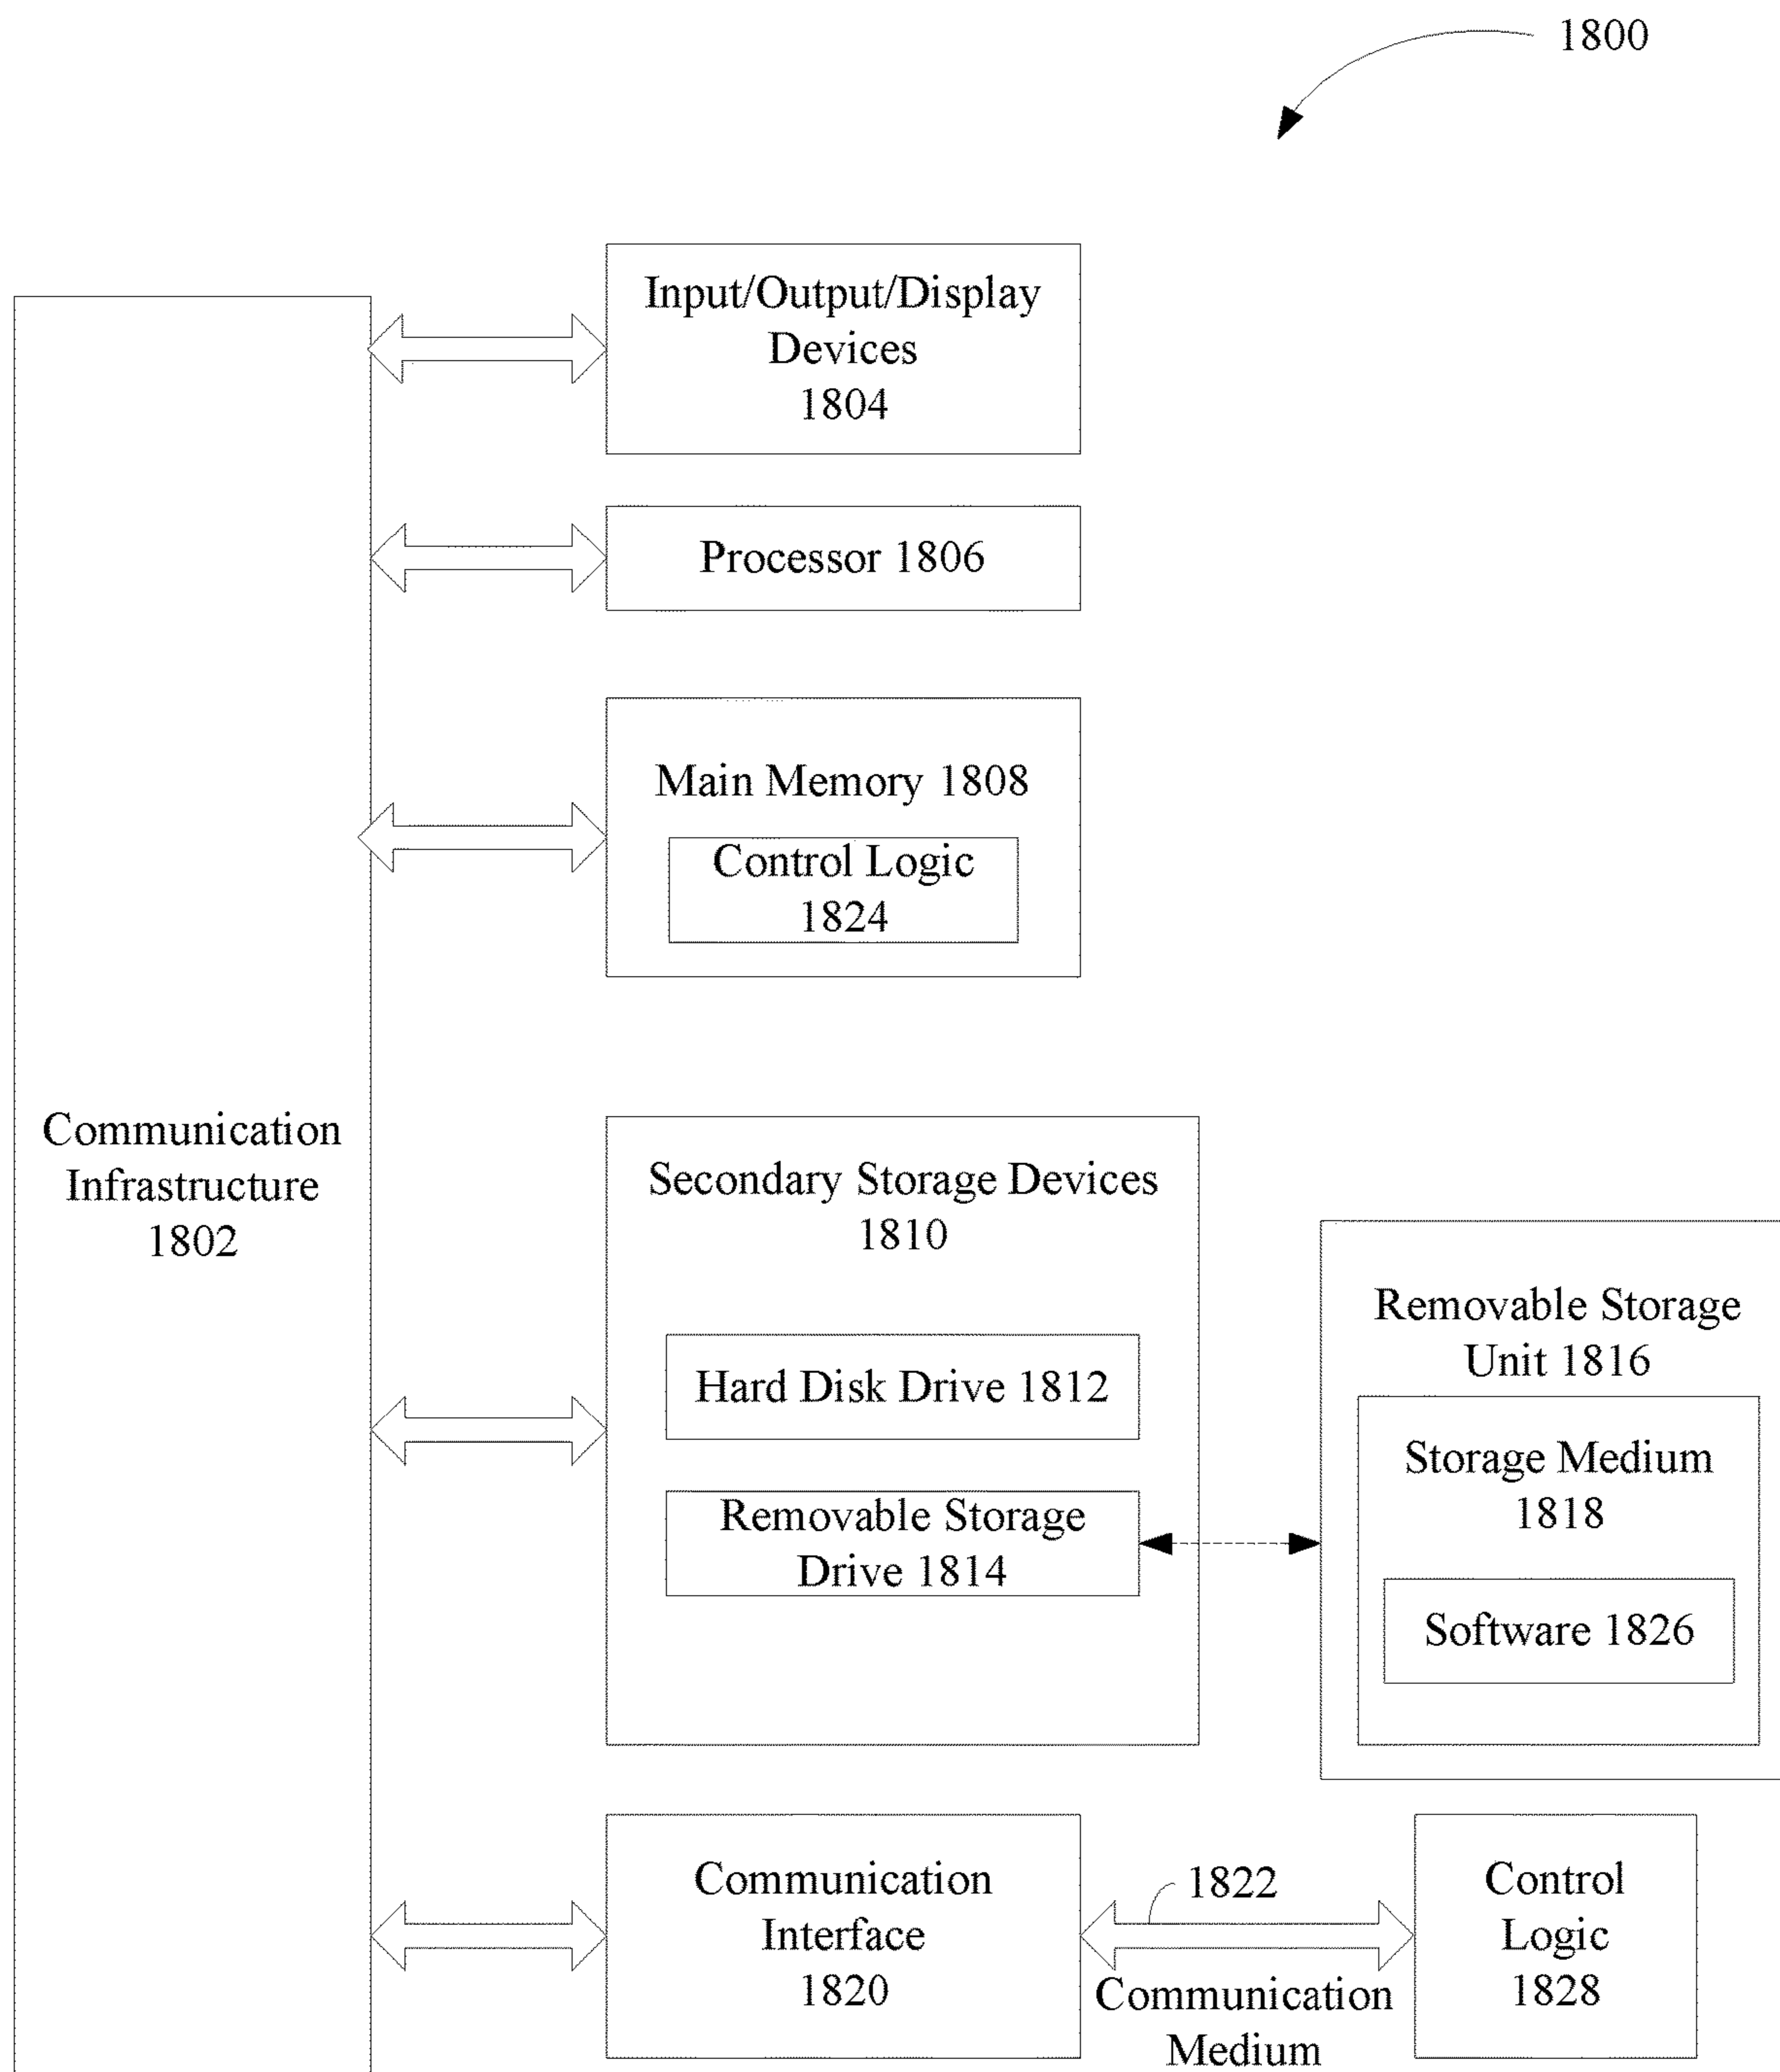 1800
Input/Output/Display
Devices
1804
Processor 1806
Main Memory 1808
Control Logic
1824
Communication
Infrastructure
1802
Secondary Storage Devices
1810
Hard Disk Drive 1812
Removable Storage
Drive 1814
Removable Storage
Unit 1816
Storage Medium
1818
Software 1826
Communication
Interface
1820
1822
Communication
Medium
Control
Logic
1828